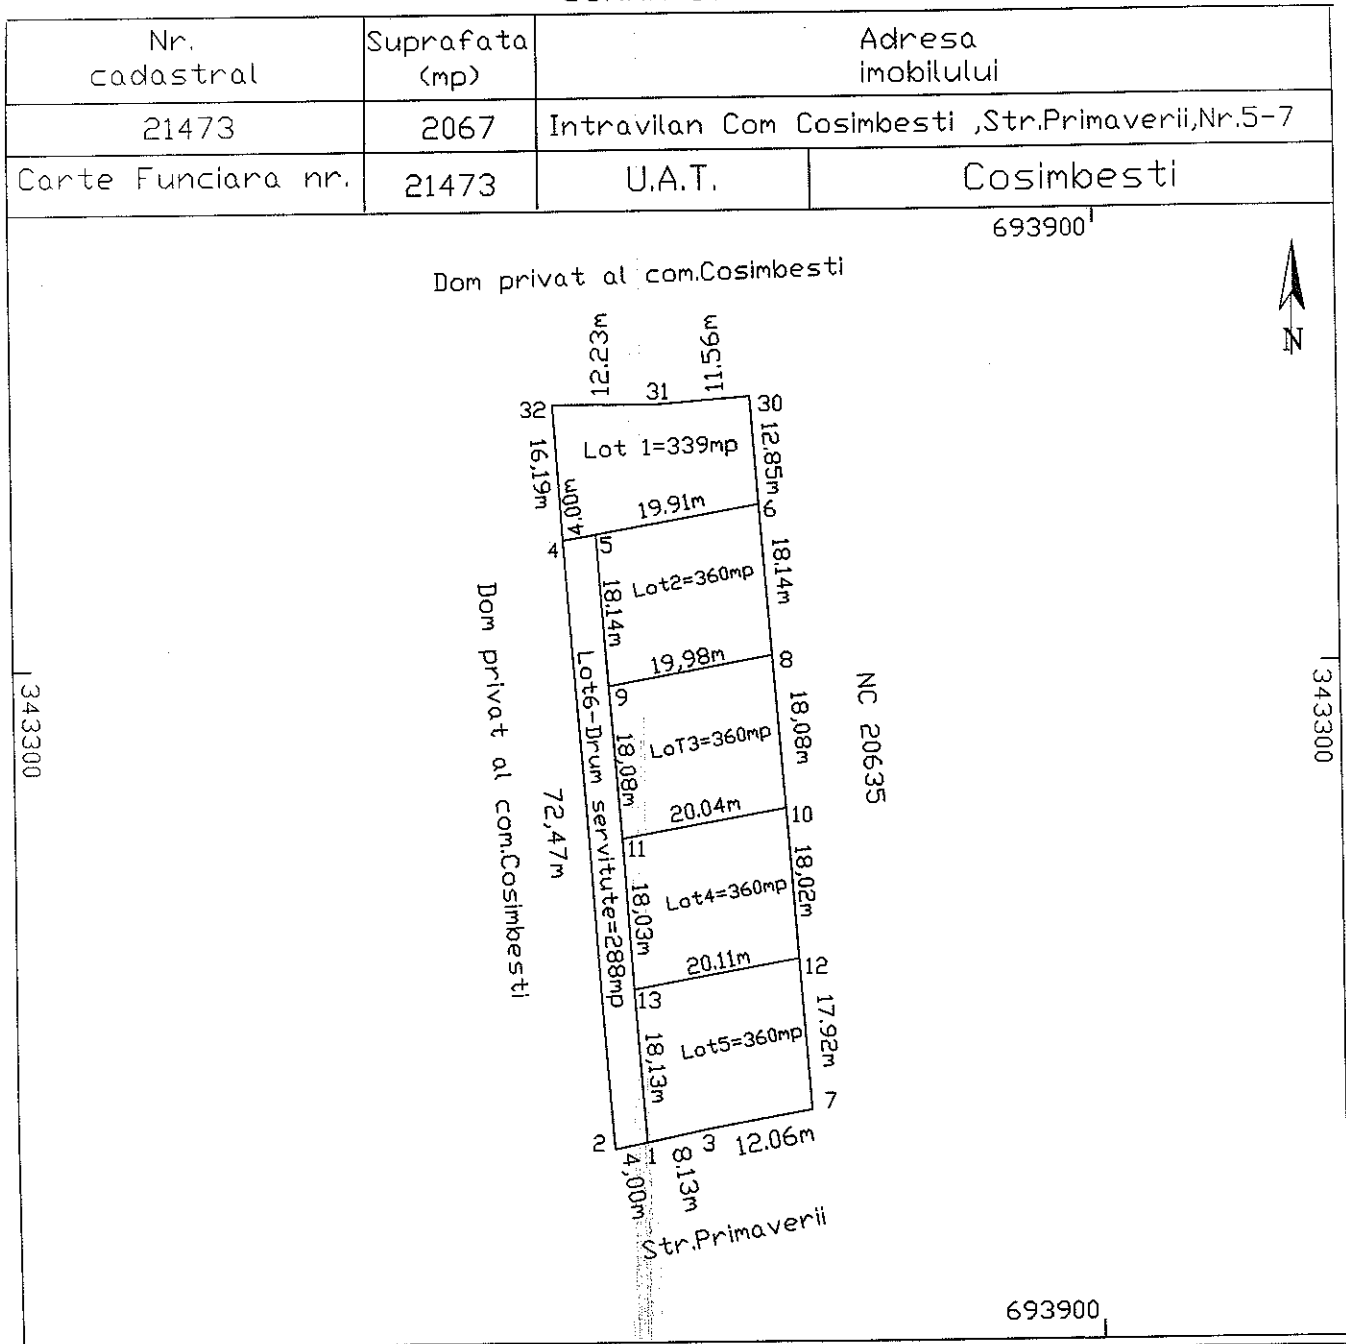 Nr.
cadastral
Suprafata
(mp)
Adresa
imobilului
21473
2067
Intravilan Com Cosimbesti ,Str.Primaverii,Nr.5-7
Carte Funciara nr.
21473
U.A.T.
Cosimbesti
693900
Dom privat al com.Cosimbesti
N
12.23m
11.56m
32
31
30
Lot 1=339mp
16,19m
12.85m
4.00m
19.91m
6
4
5
18.14m
Lot2=360mp
18.14m
19,98m
8
9
Dom privat al com.Cosimbesti
72,47m
Lot6-Drum servitute=288mp
18,08m
LoT3=360mp
18,08m
NC 20635
343300
343300
20.04m
10
11
18,03m
Lot4=360mp
18,02m
20.11m
12
13
18,13m
Lot5=360mp
17.92m
7
2
1
3
4,00m
8.13m
12.06m
Str.Primaverii
693900